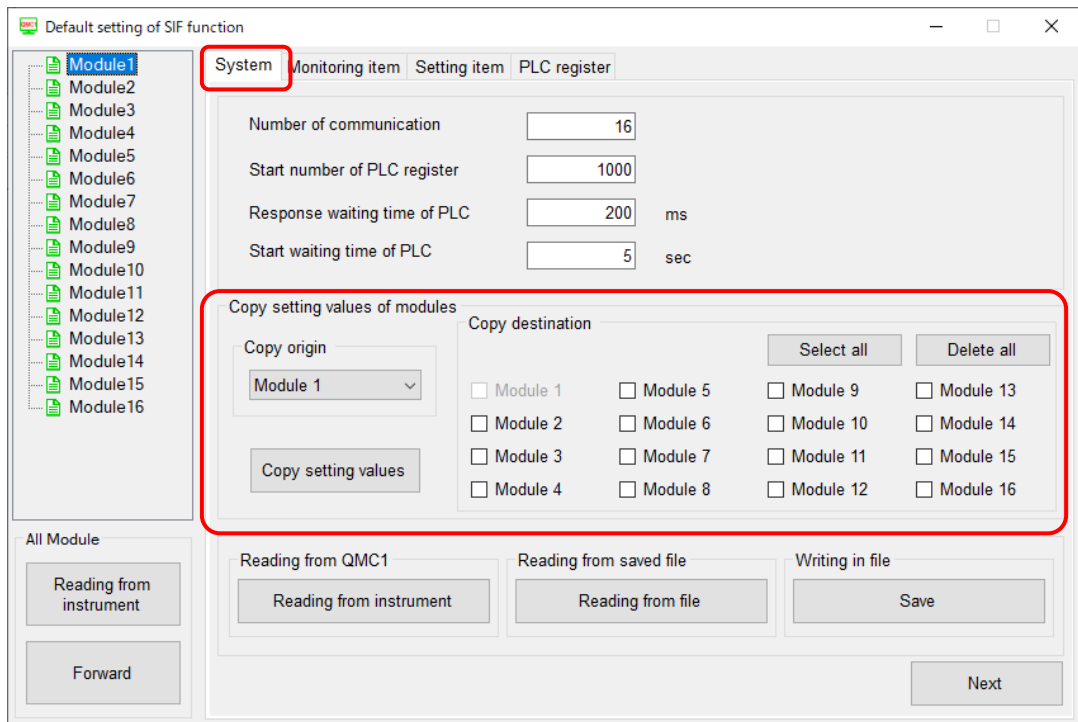 QMC1 Default setting of SIF function
Module1
Module2
Module3
Module4
Module5
Module6
Module7
Module8
Module9
Module10
Module11
Module12
Module13
Module14
Module15
Module16
All Module
Reading from
instrument
Forward
System Monitoring item Setting item PLC register
Number of communication 16
Start number of PLC register 1000
Response waiting time of PLC 200 ms
Start waiting time of PLC 5 sec
Copy setting values of modules
Copy origin
Module 1
Copy setting values
Copy destination
Select all Delete all
Module 1 Module 5 Module 9 Module 13
Module 2 Module 6 Module 10 Module 14
Module 3 Module 7 Module 11 Module 15
Module 4 Module 8 Module 12 Module 16
Reading from QMC1 Reading from saved file Writing in file
Reading from instrument Reading from file Save
Next